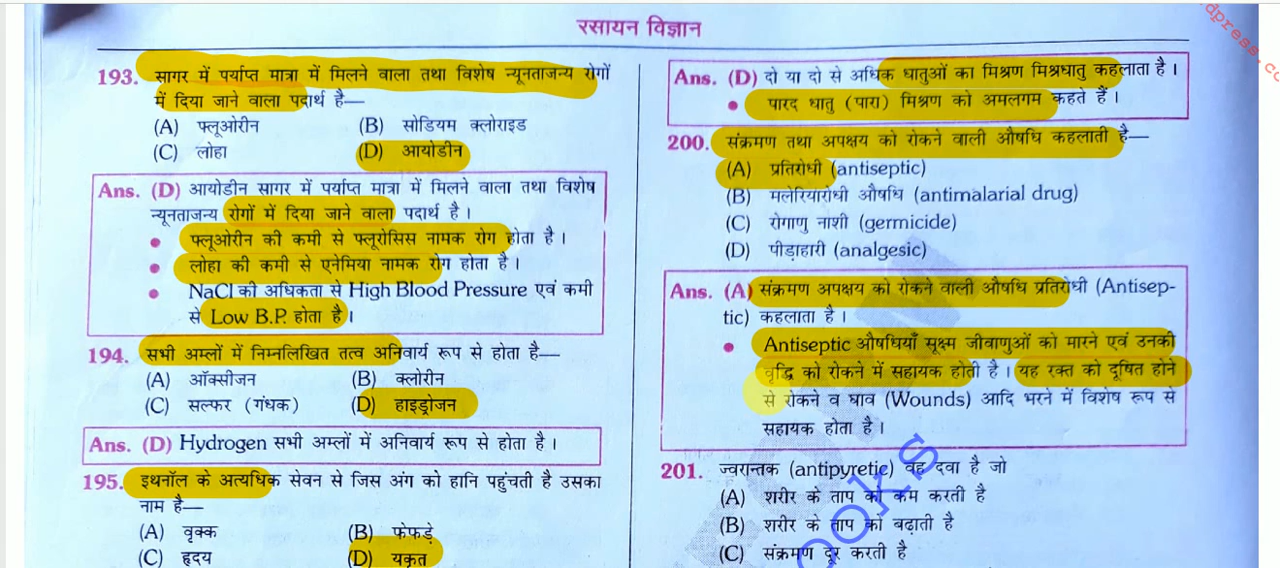 रसायन विज्ञान
193. सागर में पर्याप्त मात्रा में मिलने वाला तथा विशेष न्यूनताजन्य रोगों
में दिया जाने वाला पदार्थ है—
(A) फ्लूओरीन (B) सोडियम क्लोराइड
(C) लोहा (D) आयोडीन
Ans. (D) आयोडीन सागर में पर्याप्त मात्रा में मिलने वाला तथा विशेष
न्यूनताजन्य रोगों में दिया जाने वाला पदार्थ है।
● फ्लूओरीन की कमी से फ्लूरोसिस नामक रोग होता है।
● लोहा की कमी से एनेमिया नामक रोग होता है।
● NaCl की अधिकता से High Blood Pressure एवं कमी
से Low B.P. होता है।
194. सभी अम्लों में निम्नलिखित तत्व अनिवार्य रूप से होता है—
(A) ऑक्सीजन (B) क्लोरीन
(C) सल्फर (गंधक) (D) हाइड्रोजन
Ans. (D) Hydrogen सभी अम्लों में अनिवार्य रूप से होता है।
195. इथनॉल के अत्यधिक सेवन से जिस अंग को हानि पहुंचती है उसका
नाम है—
(A) वृक्क (B) फेफड़े
(C) हृदय (D) यकृत
Ans. (D) दो या दो से अधिक धातुओं का मिश्रण मिश्रधातु कहलाता है।
● पारद धातु (पारा) मिश्रण को अमलगम कहते हैं।
200. संक्रमण तथा अपक्षय को रोकने वाली औषधि कहलाती है—
(A) प्रतिरोधी (antiseptic)
(B) मलेरियारोधी औषधि (antimalarial drug)
(C) रोगाणु नाशी (germicide)
(D) पीड़ाहारी (analgesic)
Ans. (A) संक्रमण अपक्षय को रोकने वाली औषधि प्रतिरोधी (Antisep-
tic) कहलाता है।
● Antiseptic औषधियाँ सूक्ष्म जीवाणुओं को मारने एवं उनकी
वृद्धि को रोकने में सहायक होती है। यह रक्त को दूषित होने
से रोकने व घाव (Wounds) आदि भरने में विशेष रूप से
सहायक होता है।
201. ज्वरान्तक (antipyretic) वह दवा है जो
(A) शरीर के ताप को कम करती है
(B) शरीर के ताप को बढ़ाती है
(C) संक्रमण दूर करती है